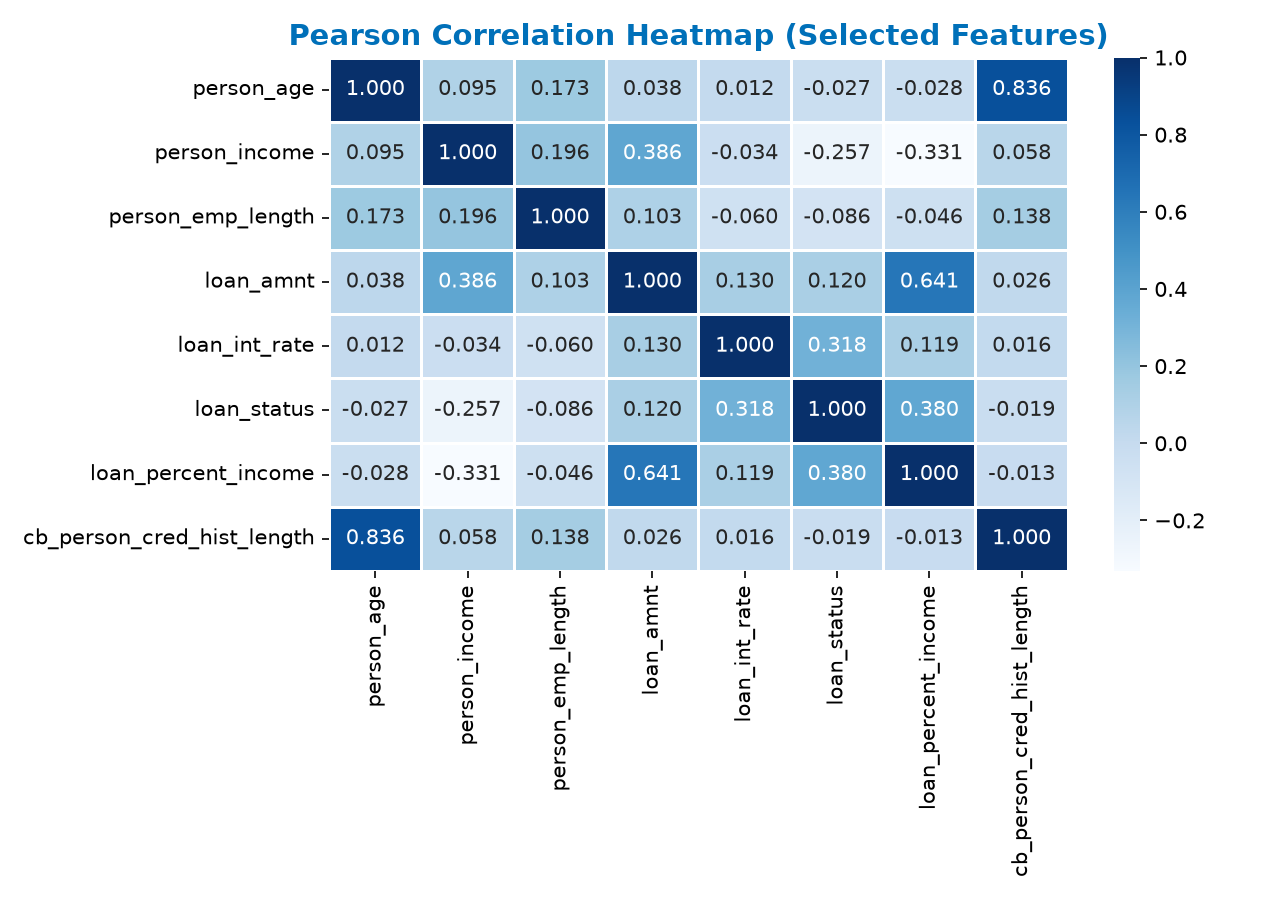 Pearson Correlation Heatmap (Selected Features)
person_age 1.000 0.095 0.173 0.038 0.012 -0.027 -0.028 0.836
person_income 0.095 1.000 0.196 0.386 -0.034 -0.257 -0.331 0.058
person_emp_length 0.173 0.196 1.000 0.103 -0.060 -0.086 -0.046 0.138
loan_amnt 0.038 0.386 0.103 1.000 0.130 0.120 0.641 0.026
loan_int_rate 0.012 -0.034 -0.060 0.130 1.000 0.318 0.119 0.016
loan_status -0.027 -0.257 -0.086 0.120 0.318 1.000 0.380 -0.019
loan_percent_income -0.028 -0.331 -0.046 0.641 0.119 0.380 1.000 -0.013
cb_person_cred_hist_length 0.836 0.058 0.138 0.026 0.016 -0.019 -0.013 1.000
person_age
person_income
person_emp_length
loan_amnt
loan_int_rate
loan_status
loan_percent_income
cb_person_cred_hist_length
1.0
0.8
0.6
0.4
0.2
0.0
−0.2